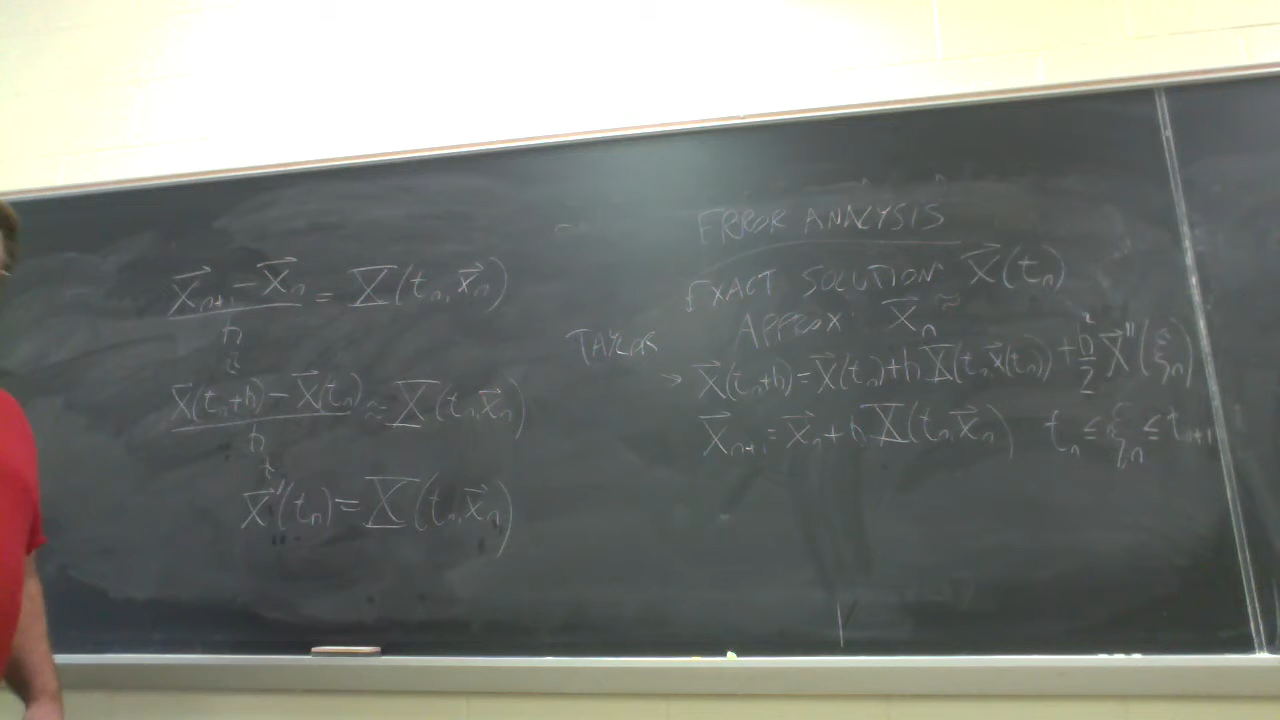 (x⃗ₙ₊₁ − x⃗ₙ)/h = X(tₙ, x⃗ₙ)
≈
(x⃗(tₙ+h) − x⃗(tₙ))/h ≈ X(tₙ, x⃗ₙ)
≈
x⃗'(tₙ) = X(tₙ, x⃗ₙ)
ERROR ANALYSIS
EXACT SOLUTION x⃗(tₙ)
≈
APPROX x⃗ₙ
TAYLOR
→ x⃗(tₙ+h) = x⃗(tₙ) + h X(tₙ, x⃗(tₙ)) + h²/2 x⃗''(ξₙ)
x⃗ₙ₊₁ = x⃗ₙ + h X(tₙ, x⃗ₙ) tₙ ≤ ξₙ ≤ tₙ₊₁